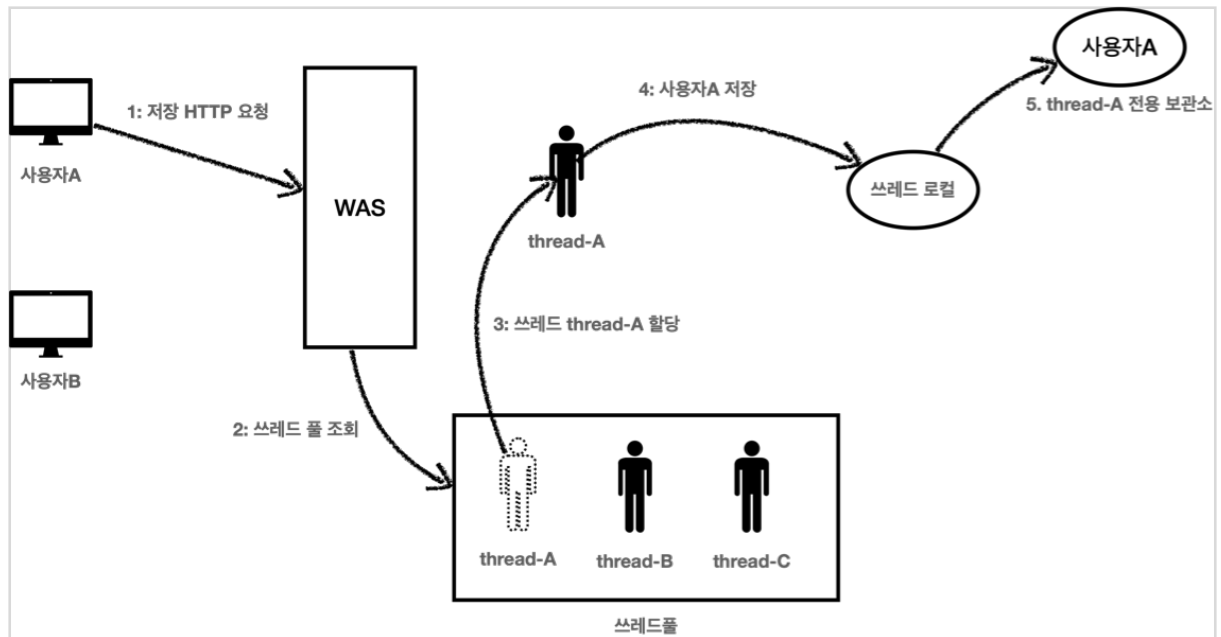 사용자A
5. thread-A 전용 보관소
4: 사용자A 저장
1: 저장 HTTP 요청
사용자A
WAS
thread-A
쓰레드 로컬
3: 쓰레드 thread-A 할당
사용자B
2: 쓰레드 풀 조회
thread-A
thread-B
thread-C
쓰레드풀